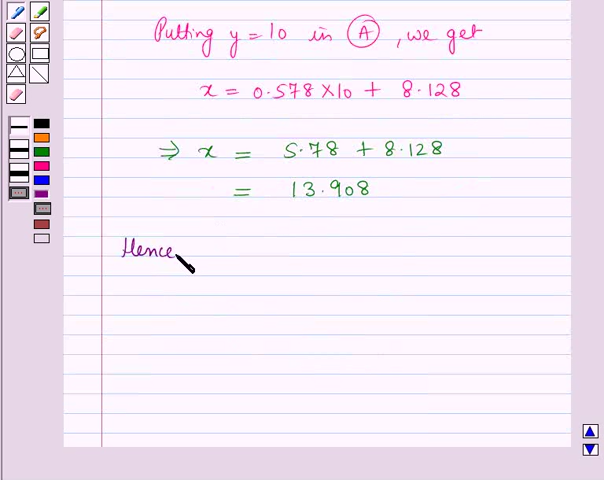 Putting y = 10 in Ⓐ, we get
x = 0.578 × 10 + 8.128
⇒ x = 5.78 + 8.128
= 13.908
Hence